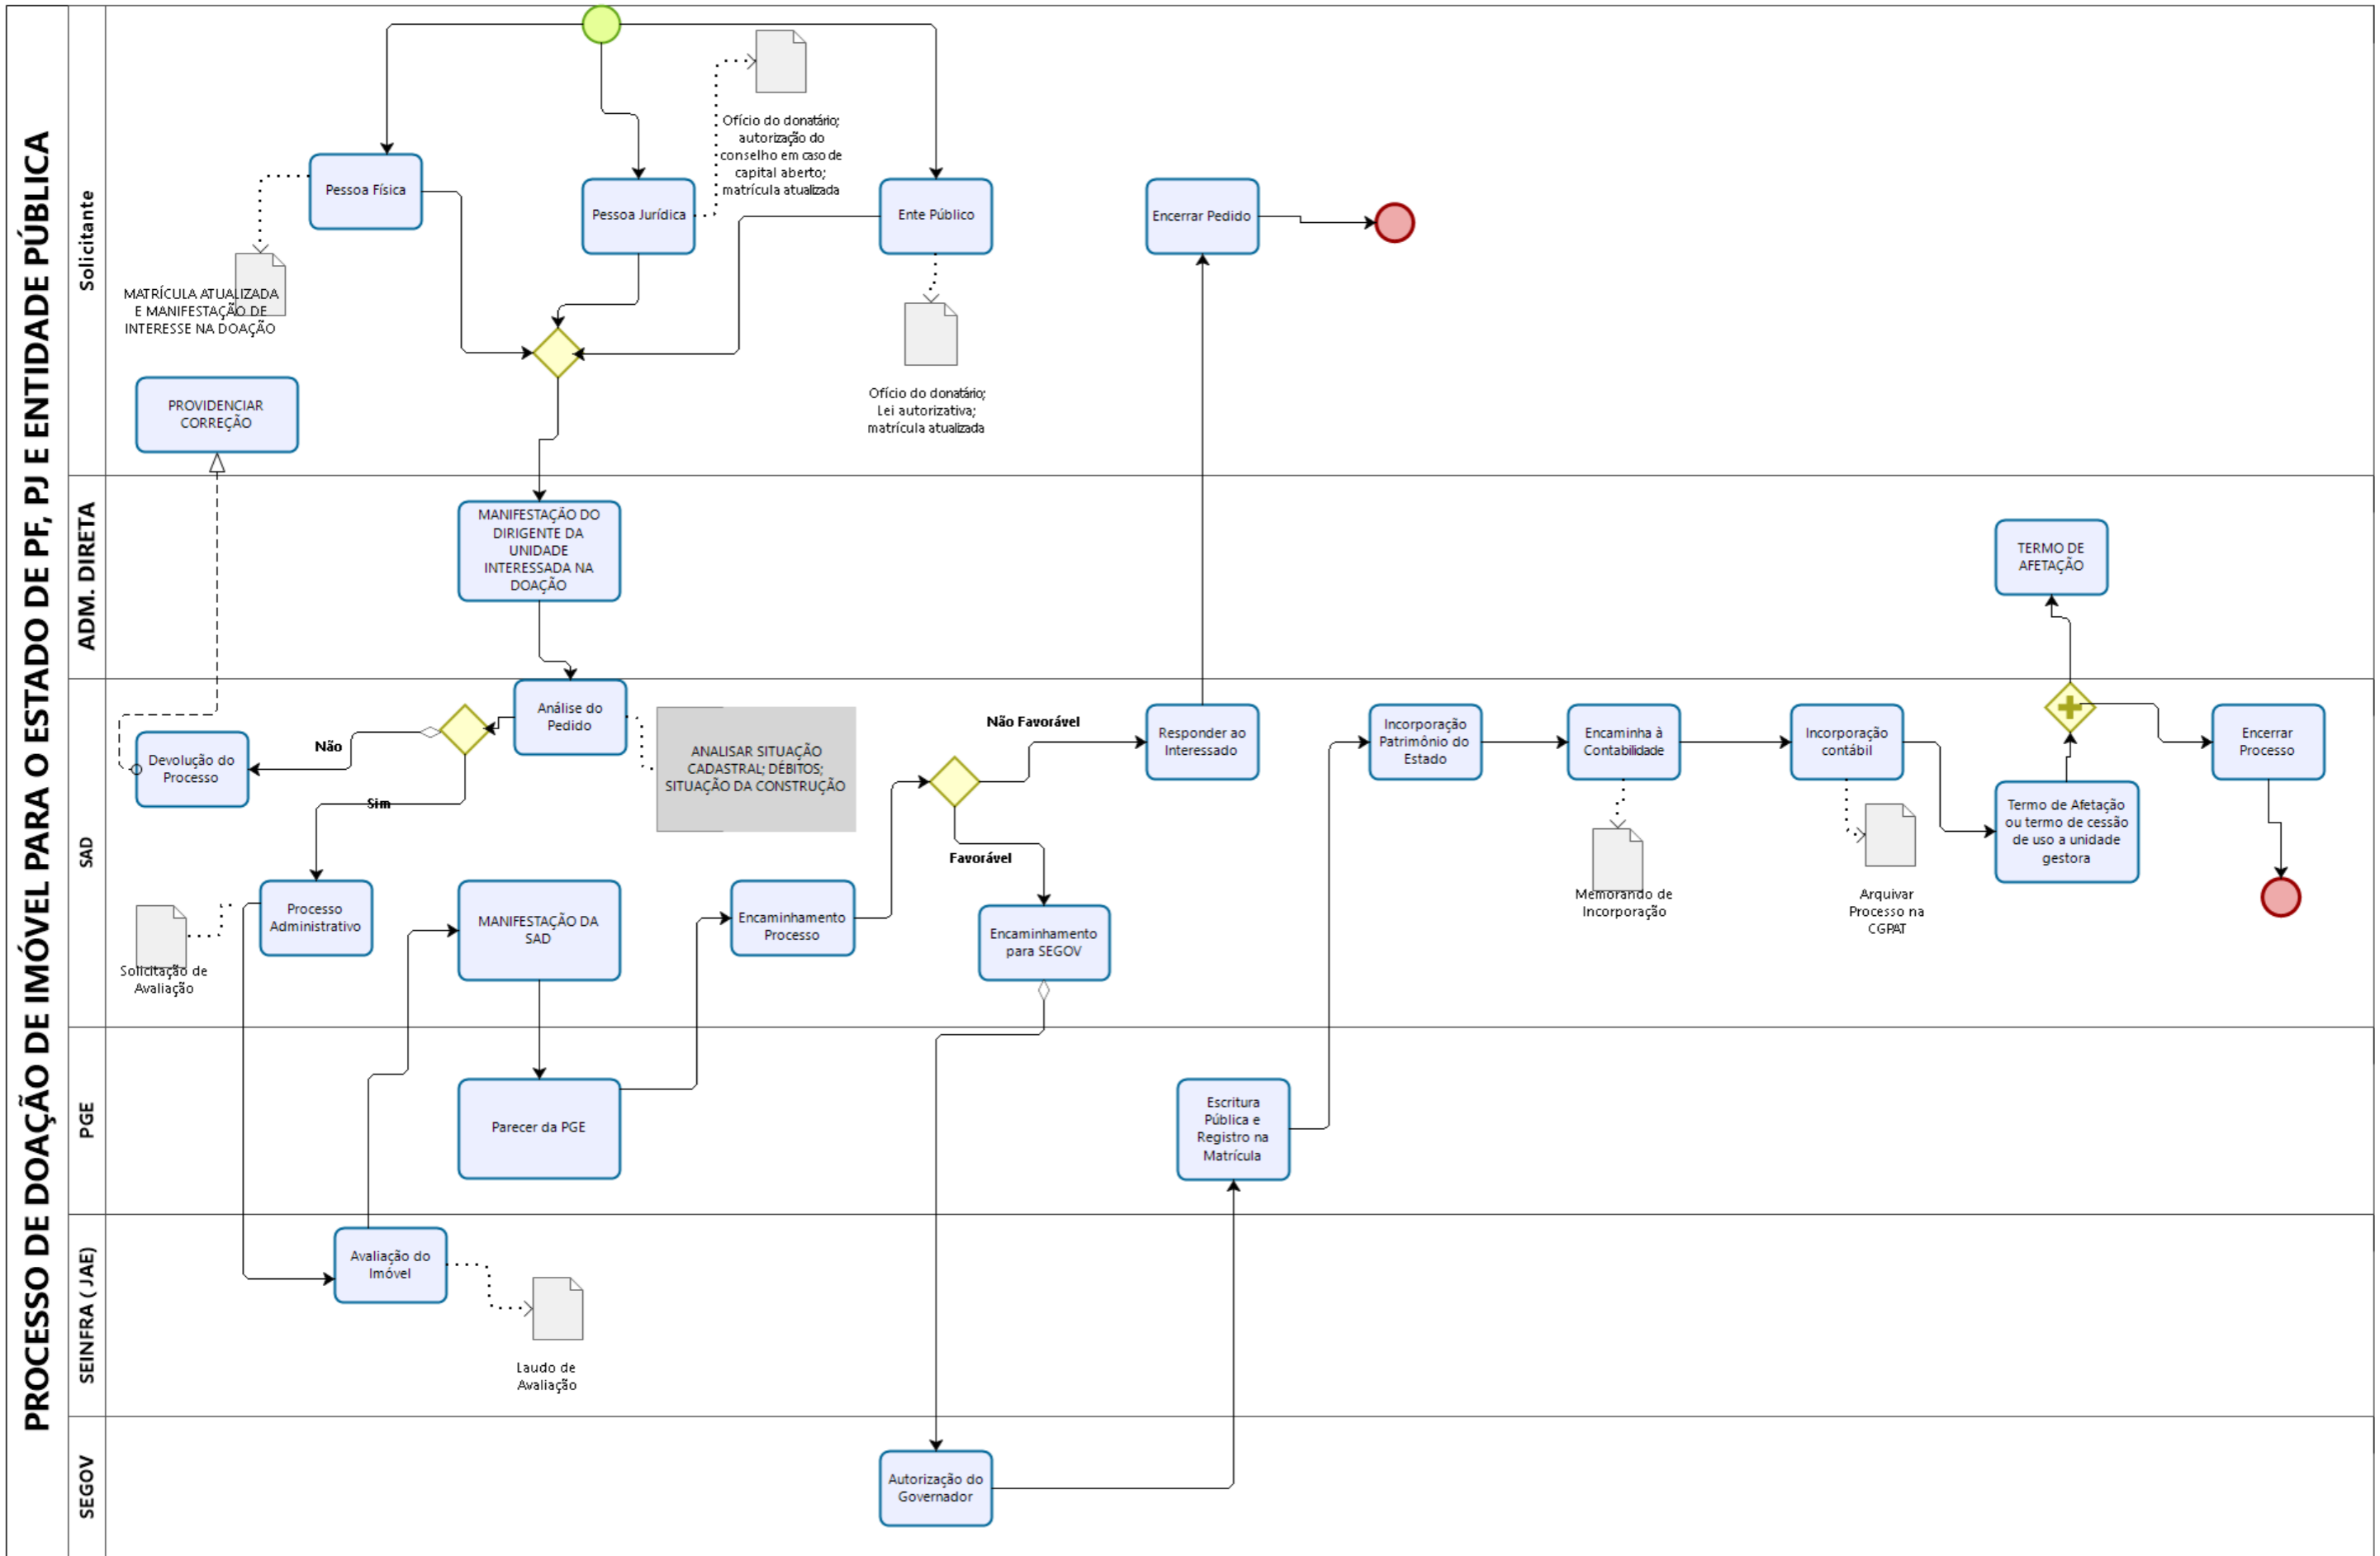 PROCESSO DE DOAÇÃO DE IMÓVEL PARA O ESTADO DE PF, PJ E ENTIDADE PÚBLICA
Solicitante
Pessoa Física
MATRÍCULA ATUALIZADA
E MANIFESTAÇÃO DE
INTERESSE NA DOAÇÃO
Pessoa Jurídica
Ofício do donatário;
autorização do
conselho em caso de
capital aberto;
matrícula atualizada
Ente Público
Ofício do donatário;
Lei autorizativa;
matrícula atualizada
Encerrar Pedido
PROVIDENCIAR
CORREÇÃO
ADM. DIRETA
MANIFESTAÇÃO DO
DIRIGENTE DA
UNIDADE
INTERESSADA NA
DOAÇÃO
TERMO DE
AFETAÇÃO
SAD
Análise do
Pedido
ANALISAR SITUAÇÃO
CADASTRAL; DÉBITOS;
SITUAÇÃO DA CONSTRUÇÃO
Não
Devolução do
Processo
Sim
Processo
Administrativo
Solicitação de
Avaliação
MANIFESTAÇÃO DA
SAD
Encaminhamento
Processo
Não Favorável
Favorável
Encaminhamento
para SEGOV
Responder ao
Interessado
Incorporação
Patrimônio do
Estado
Encaminha à
Contabilidade
Memorando de
Incorporação
Incorporação
contábil
Arquivar
Processo na
CGPAT
Termo de Afetação
ou termo de cessão
de uso a unidade
gestora
Encerrar
Processo
PGE
Parecer da PGE
Escritura
Pública e
Registro na
Matrícula
SEINFRA ( JAE)
Avaliação do
Imóvel
Laudo de
Avaliação
SEGOV
Autorização do
Governador